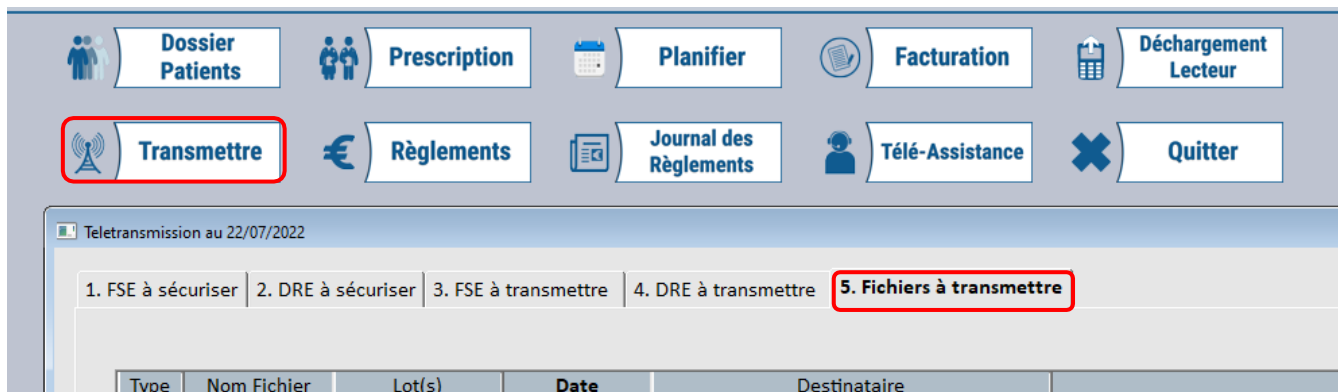 Dossier
Patients
Prescription
Planifier
Facturation
Déchargement
Lecteur
Transmettre
Règlements
Journal des
Règlements
Télé-Assistance
Quitter
Teletransmission au 22/07/2022
1. FSE à sécuriser 2. DRE à sécuriser 3. FSE à transmettre 4. DRE à transmettre 5. Fichiers à transmettre
Type Nom Fichier Lot(s) Date Destinataire